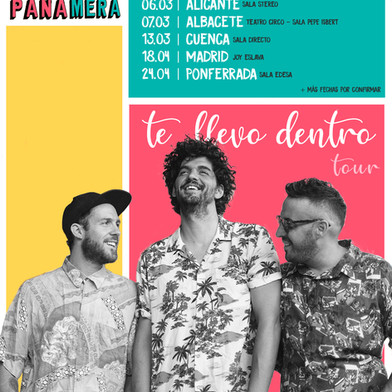 PANAMERA
06.03 | ALICANTE SALA STEREO
07.03 | ALBACETE TEATRO CIRCO - SALA PEPE ISBERT
13.03 | CUENCA SALA DIRECTO
18.04 | MADRID JOY ESLAVA
24.04 | PONFERRADA SALA EDESA
+ MÁS FECHAS POR CONFIRMAR
te llevo dentro
tour